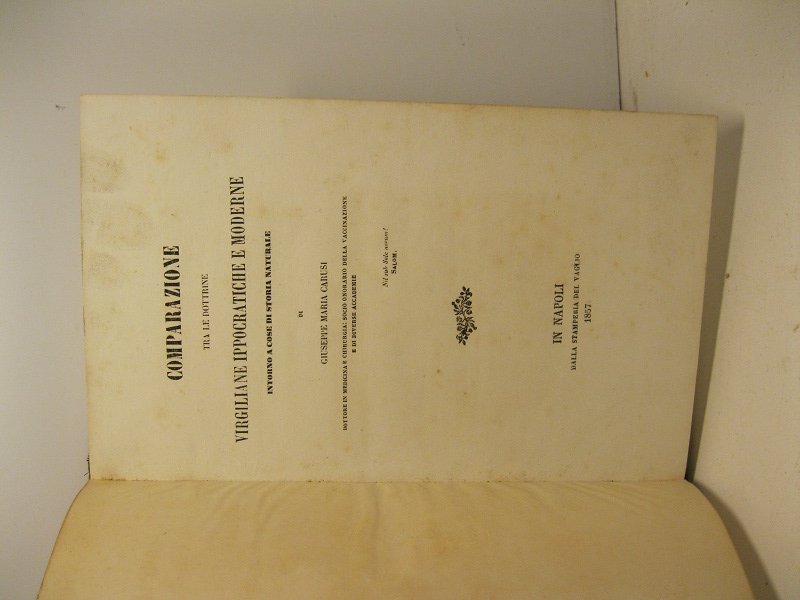 COMPARAZIONE
TRA LE DOTTRINE
VIRGILIANE IPPOCRATICHE E MODERNE
INTORNO A COSE DI STORIA NATURALE
DI
GIUSEPPE MARIA CARUSI
DOTTORE IN MEDICINA E CHIRURGIA; SOCIO ONORARIO DELLA VACCINAZIONE
E DI DIVERSE ACCADEMIE
Nil sub Sole novum!
SALOM.
IN NAPOLI
DALLA STAMPERIA DEL VAGLIO
1857